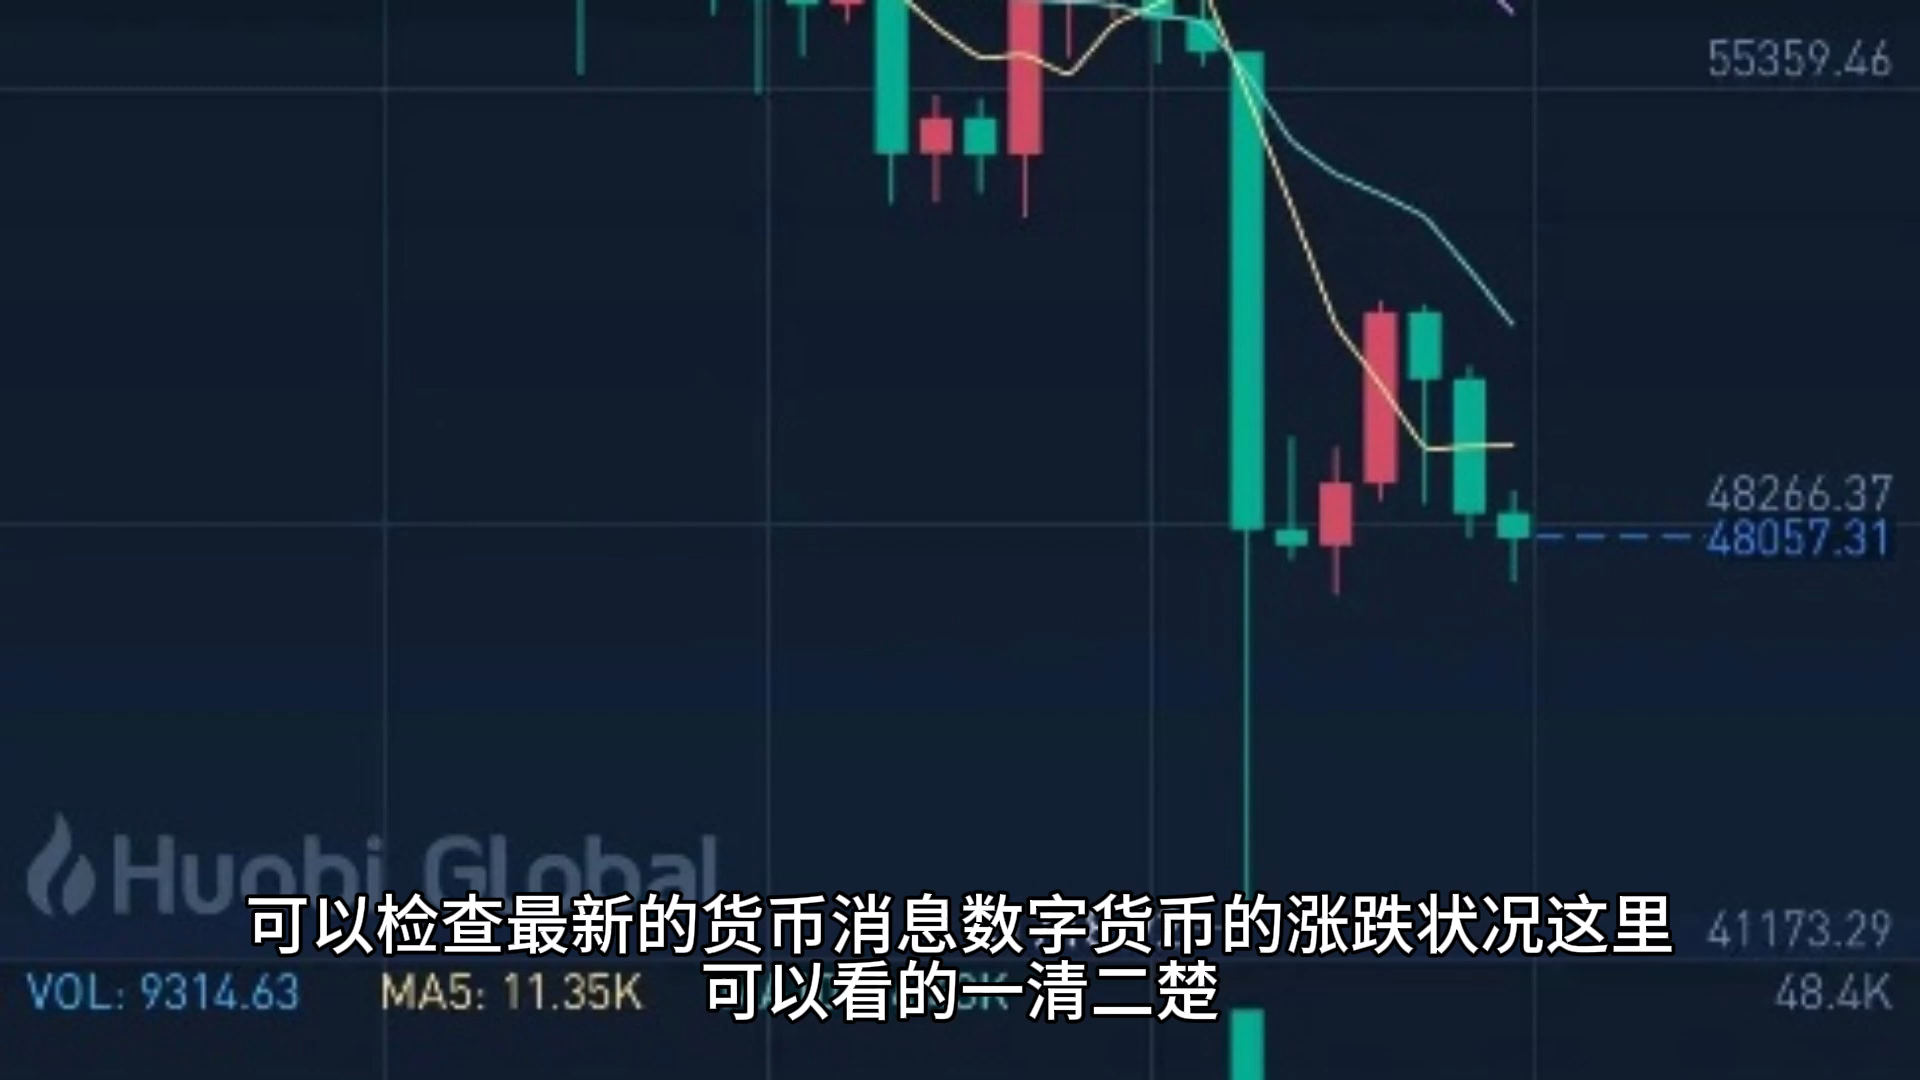 55359.46
48266.37
48057.31
Huobi Global
可以检查最新的货币消息数字货币的涨跌状况这里
41173.29
可以看的一清二楚
VOL: 9314.63
MA5: 11.35K
48.4K